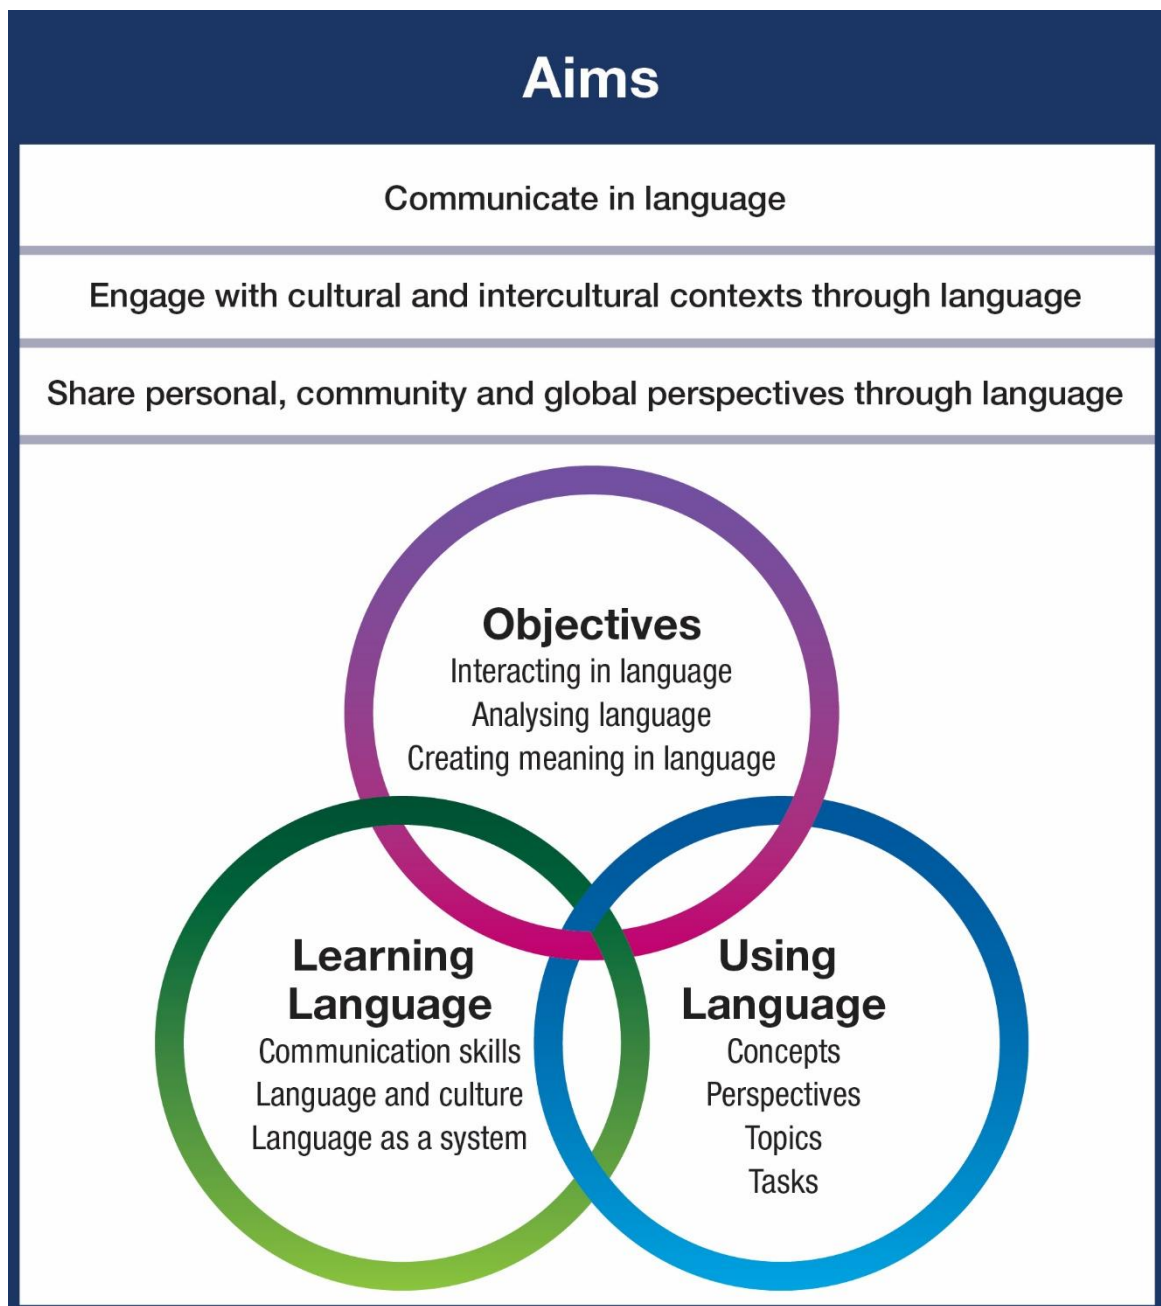 Aims
Communicate in language
Engage with cultural and intercultural contexts through language
Share personal, community and global perspectives through language
Objectives
Interacting in language
Analysing language
Creating meaning in language
Learning
Language
Communication skills
Language and culture
Language as a system
Using
Language
Concepts
Perspectives
Topics
Tasks